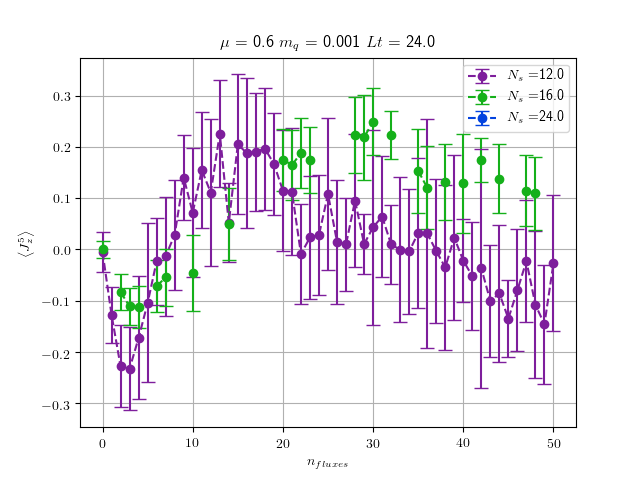 μ = 0.6 m_q = 0.001 Lt = 24.0
N_s =12.0
N_s =16.0
N_s =24.0
0.3
0.2
0.1
0.0
−0.1
−0.2
−0.3
⟨J_z^5⟩
0 10 20 30 40 50
n_{fluxes}